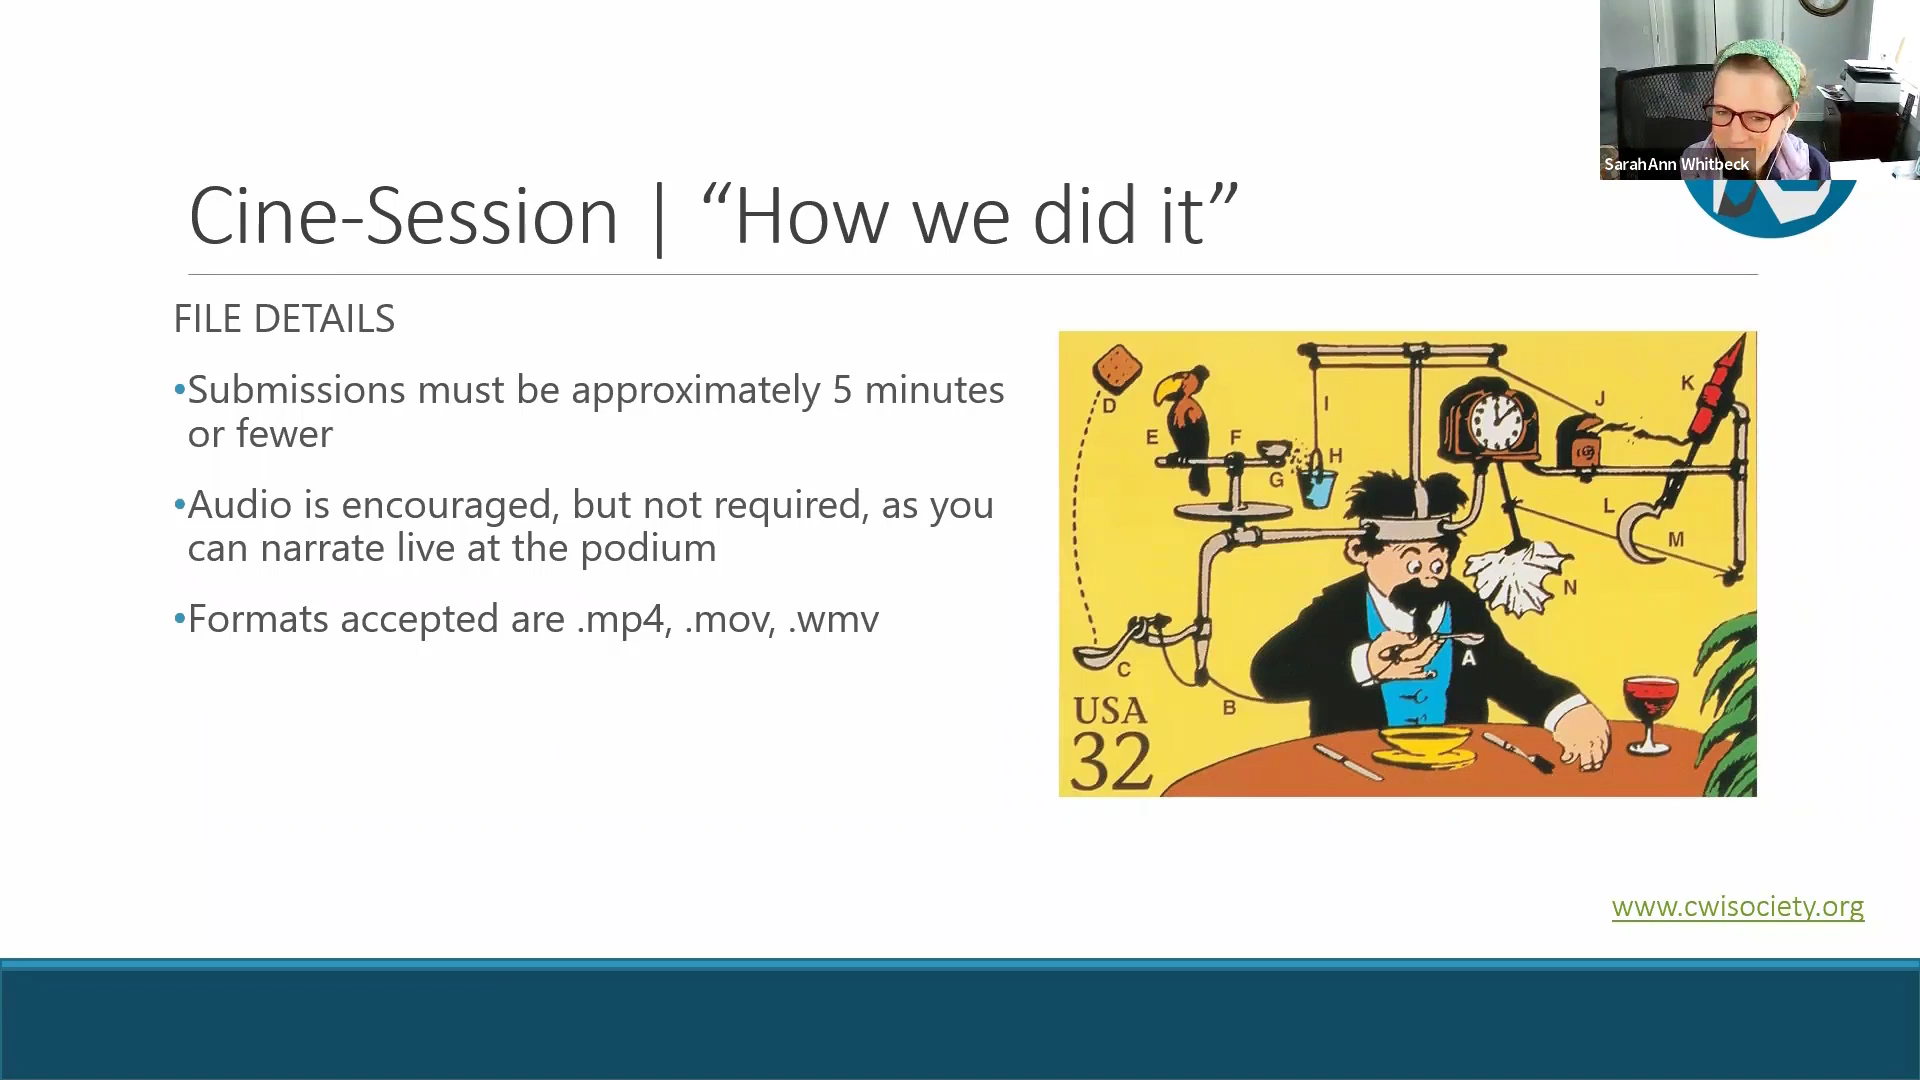 SarahAnn Whitbeck
Cine-Session | “How we did it”
FILE DETAILS
•Submissions must be approximately 5 minutes
or fewer
•Audio is encouraged, but not required, as you
can narrate live at the podium
•Formats accepted are .mp4, .mov, .wmv
D
E
F
G
H
I
J
K
L
M
N
A
C
B
USA
32
www.cwisociety.org